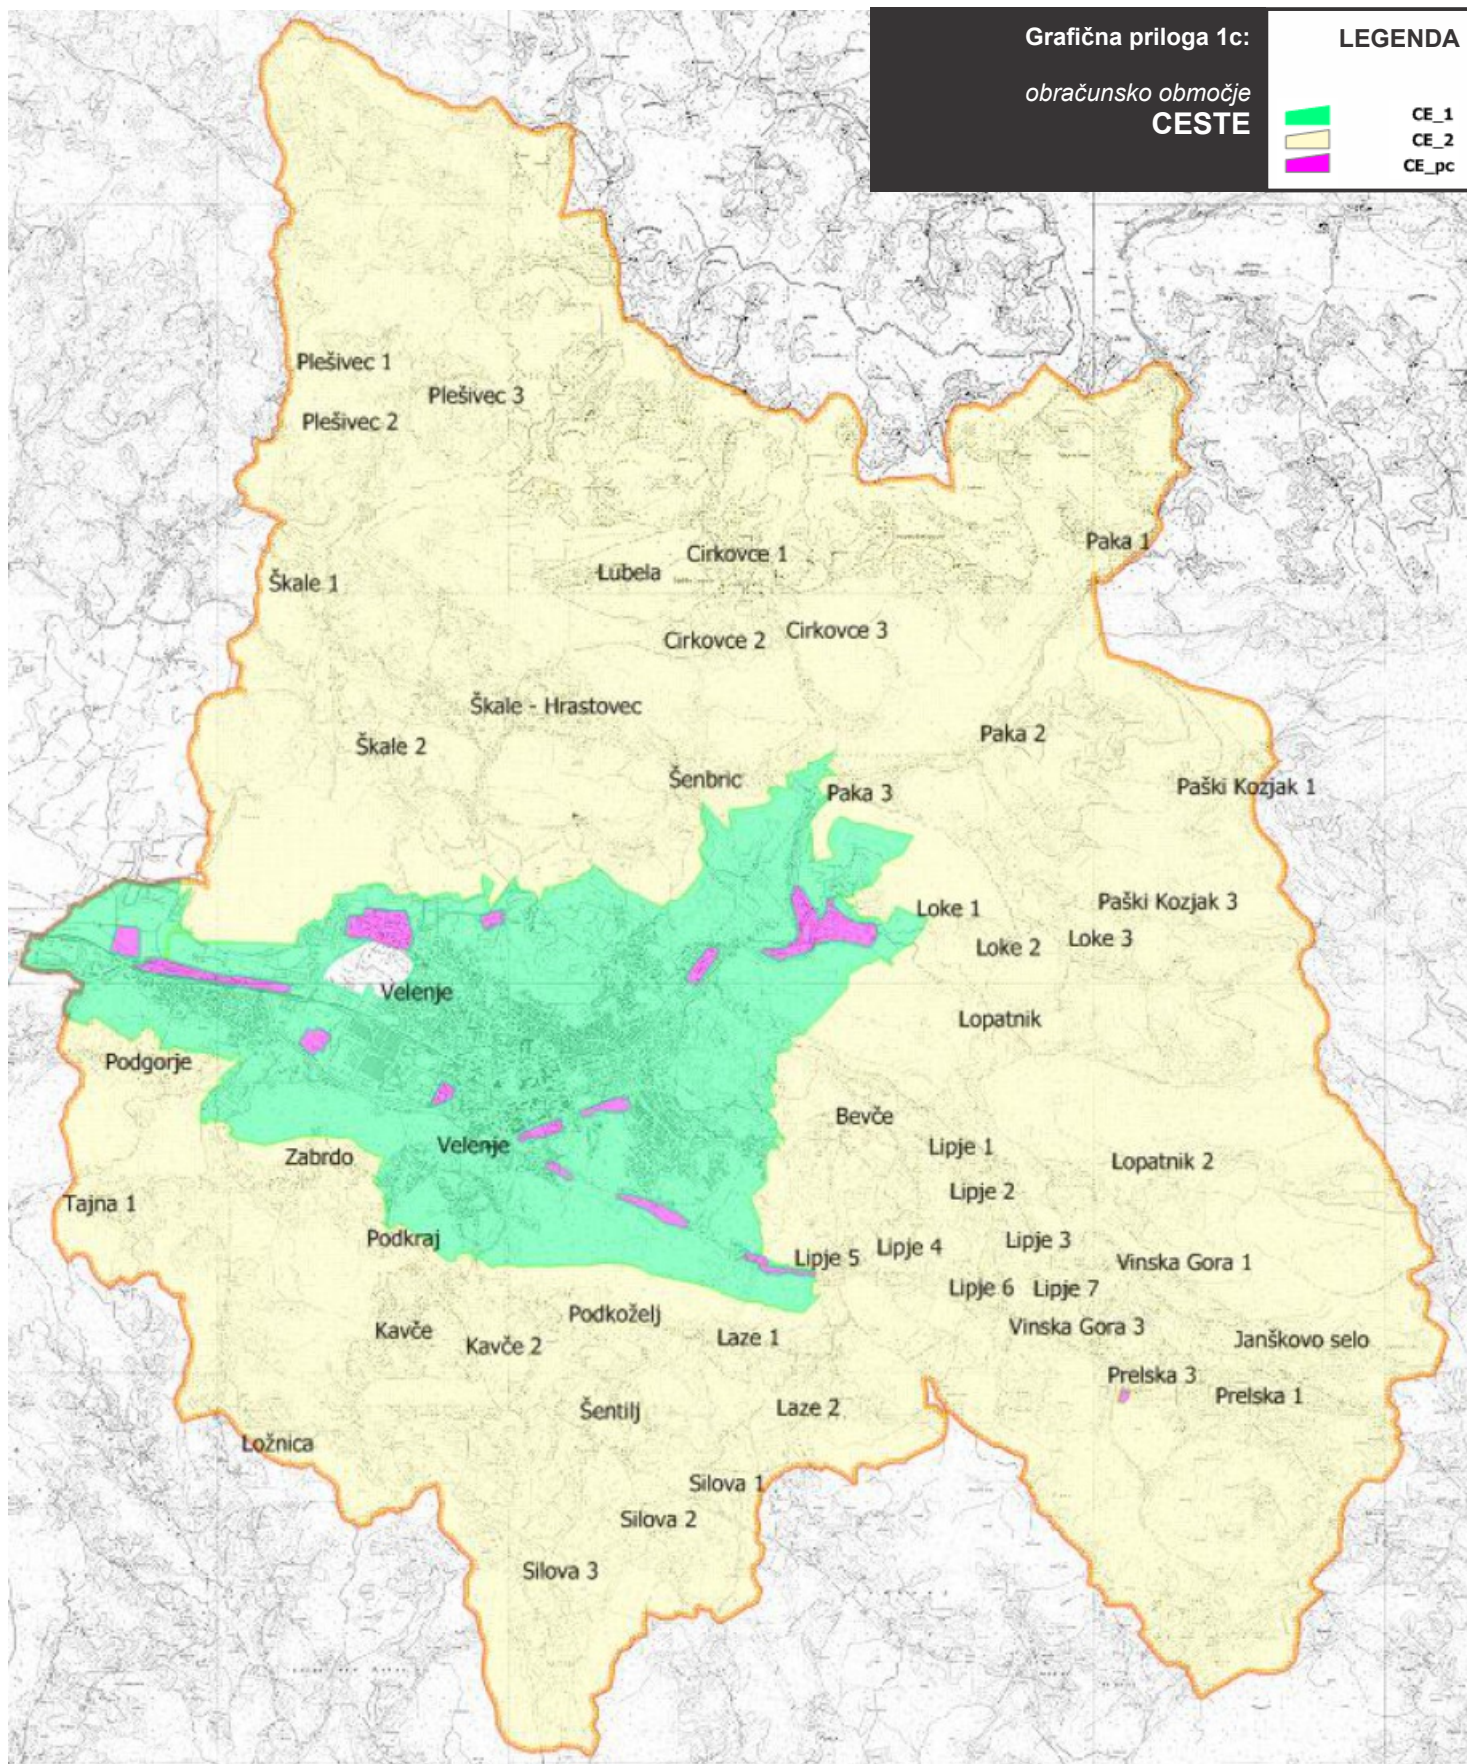 Grafična priloga 1c:
obračunsko območje
CESTE
LEGENDA
CE_1
CE_2
CE_pc
Plešivec 1
Plešivec 3
Plešivec 2
Paka 1
Cirkovce 1
Lubela
Škale 1
Cirkovce 3
Cirkovce 2
Škale - Hrastovec
Paka 2
Škale 2
Šenbric
Paški Kozjak 1
Paka 3
Paški Kozjak 3
Loke 1
Loke 3
Loke 2
Velenje
Lopatnik
Podgorje
Bevče
Velenje
Lipje 1
Zabrdo
Lopatnik 2
Lipje 2
Tajna 1
Podkraj
Lipje 3
Lipje 4
Lipje 5
Vinska Gora 1
Lipje 6
Lipje 7
Podkoželj
Vinska Gora 3
Kavče
Laze 1
Janškovo selo
Kavče 2
Prelska 3
Prelska 1
Laze 2
Šentilj
Ložnica
Silova 1
Silova 2
Silova 3